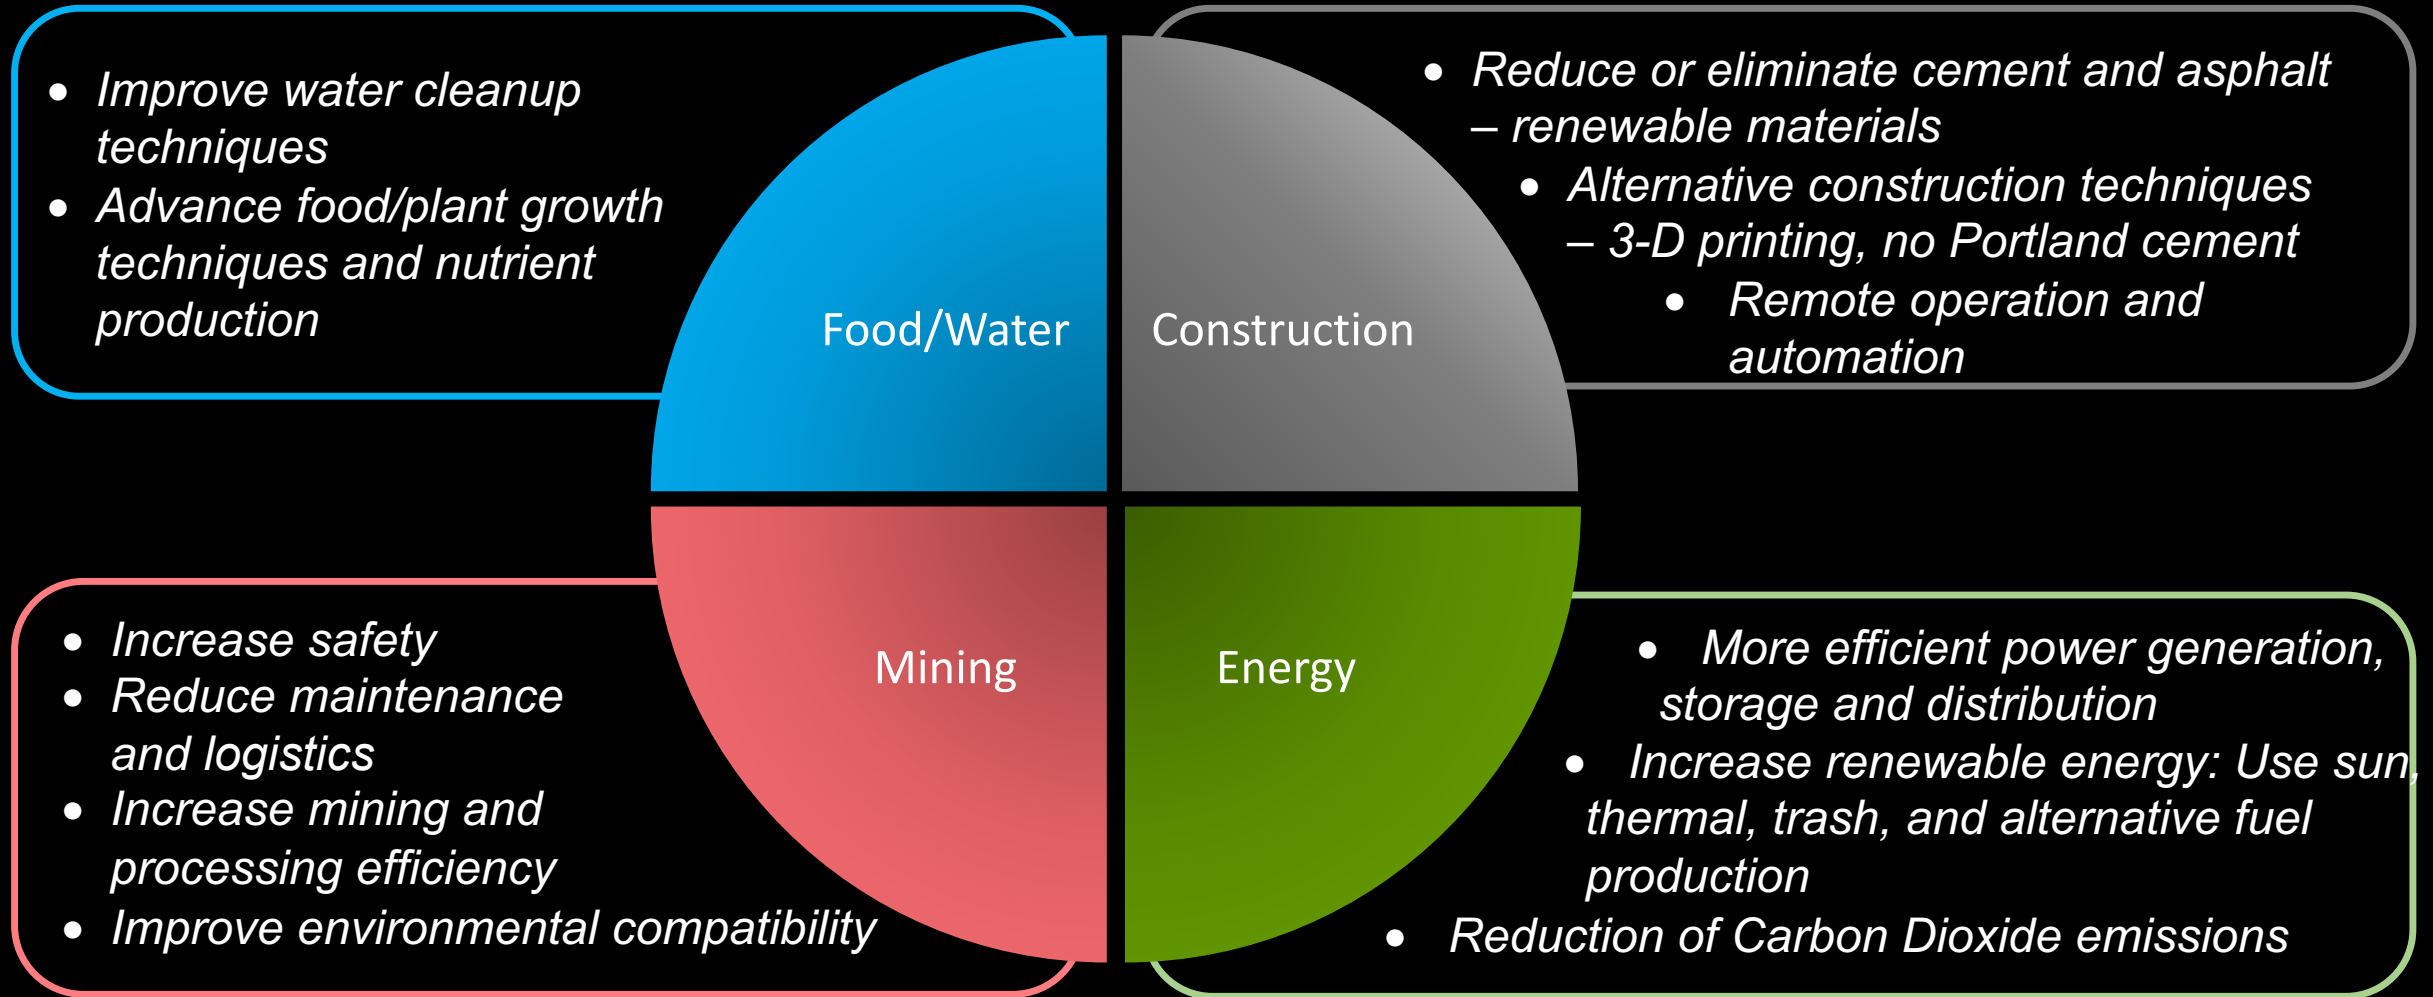 • Improve water cleanup
techniques
• Advance food/plant growth
techniques and nutrient
production
Food/Water
Construction
• Reduce or eliminate cement and asphalt
– renewable materials
• Alternative construction techniques
– 3-D printing, no Portland cement
• Remote operation and
automation
• Increase safety
• Reduce maintenance
and logistics
• Increase mining and
processing efficiency
• Improve environmental compatibility
Mining
Energy
• More efficient power generation,
storage and distribution
• Increase renewable energy: Use sun,
thermal, trash, and alternative fuel
production
• Reduction of Carbon Dioxide emissions